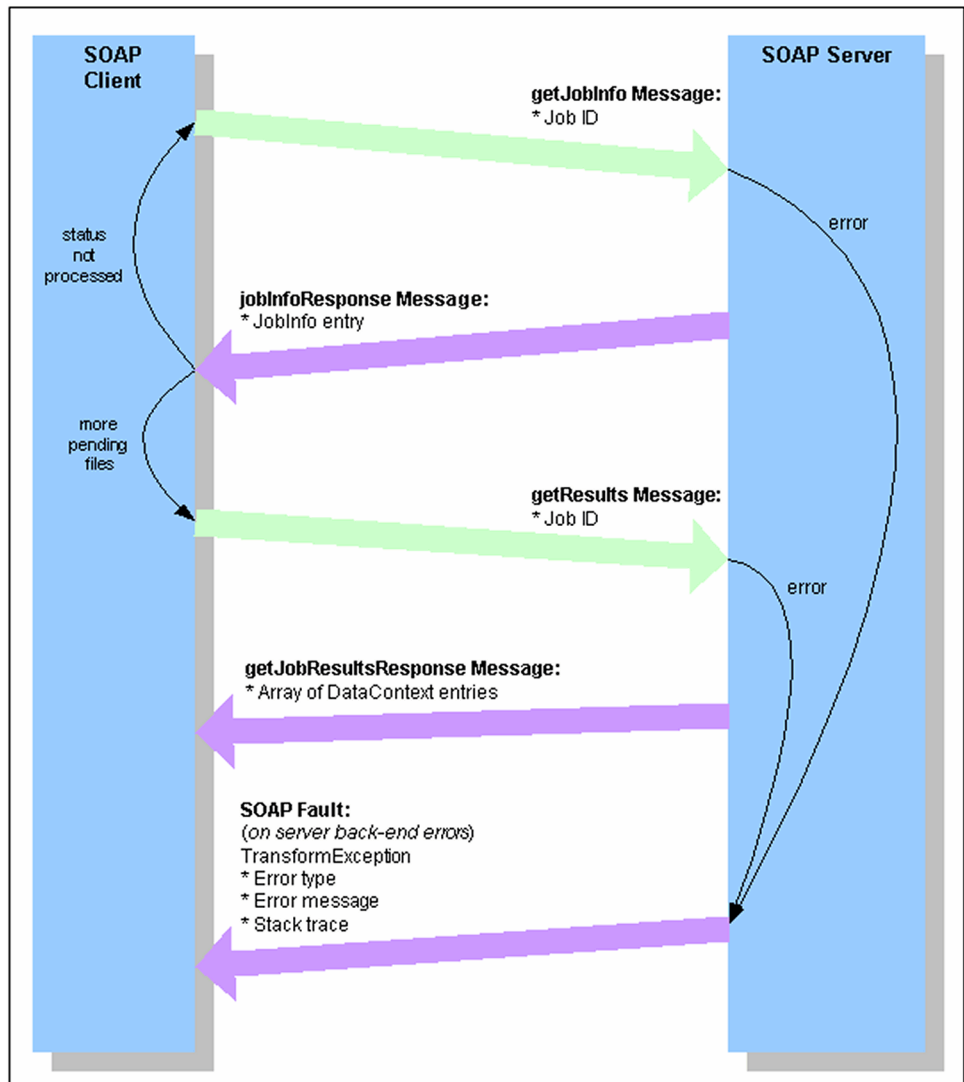 SOAP
Client
SOAP Server
getJobInfo Message:
* Job ID
error
status
not
processed
jobInfoResponse Message:
* JobInfo entry
more
pending
files
getResults Message:
* Job ID
error
getJobResultsResponse Message:
* Array of DataContext entries
SOAP Fault:
(on server back-end errors)
TransformException
* Error type
* Error message
* Stack trace